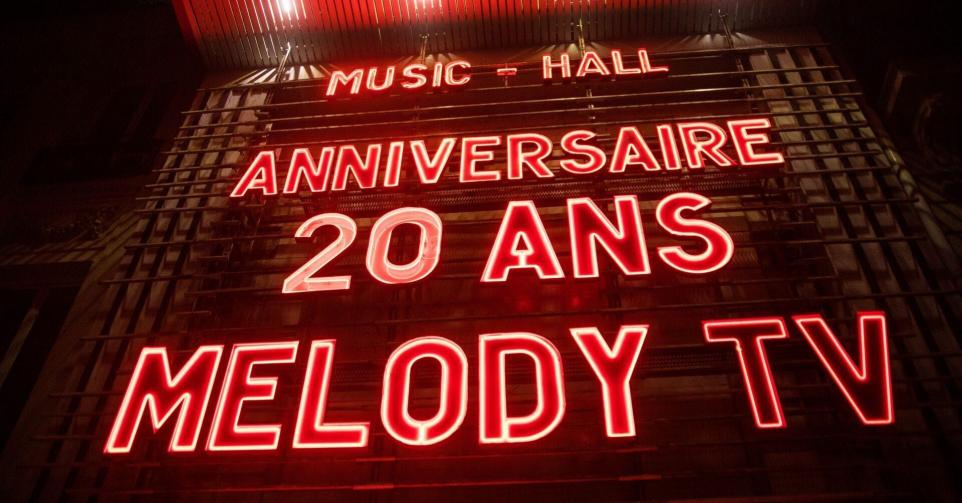 MUSIC - HALL
ANNIVERSAIRE
20 ANS
MELODY TV